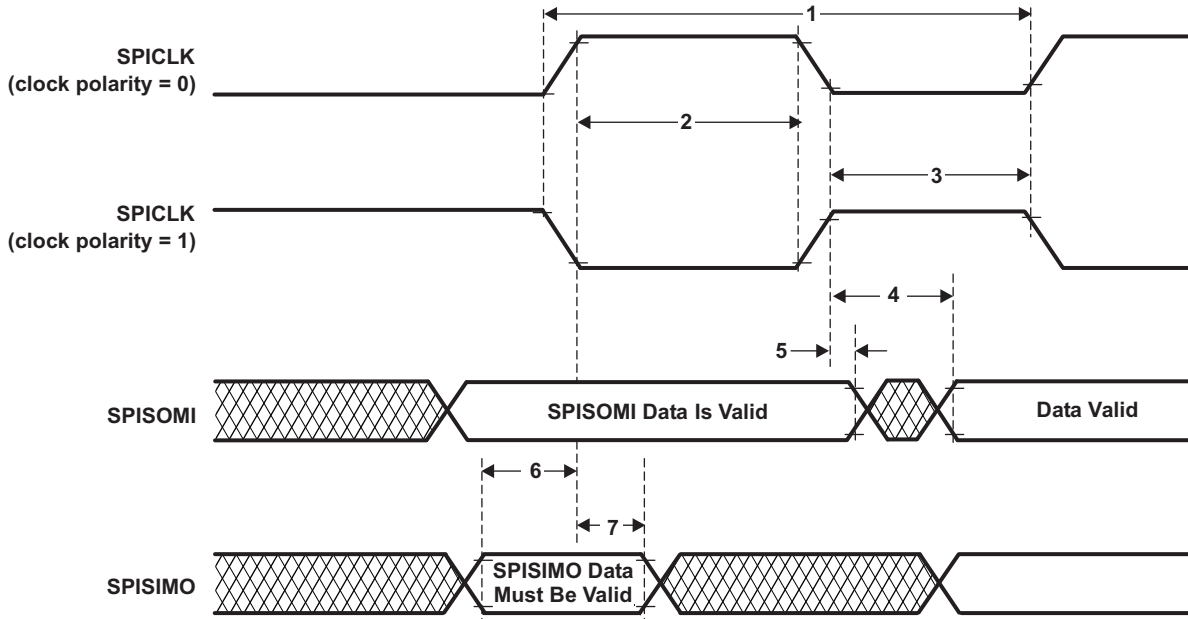 1
SPICLK
(clock polarity = 0)
2
3
SPICLK
(clock polarity = 1)
4
5
SPISOMI
SPISOMI Data Is Valid
Data Valid
6
7
SPISIMO
SPISIMO Data
Must Be Valid